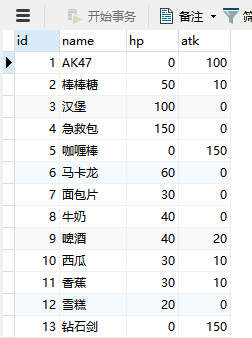 开始事务 备注 筛
id name hp atk
1 AK47 0 100
2 棒棒糖 50 10
3 汉堡 100 0
4 急救包 150 0
5 咖喱棒 0 150
6 马卡龙 60 0
7 面包片 30 0
8 牛奶 40 0
9 啤酒 40 20
10 西瓜 30 10
11 香蕉 30 10
12 雪糕 20 0
13 钻石剑 0 150